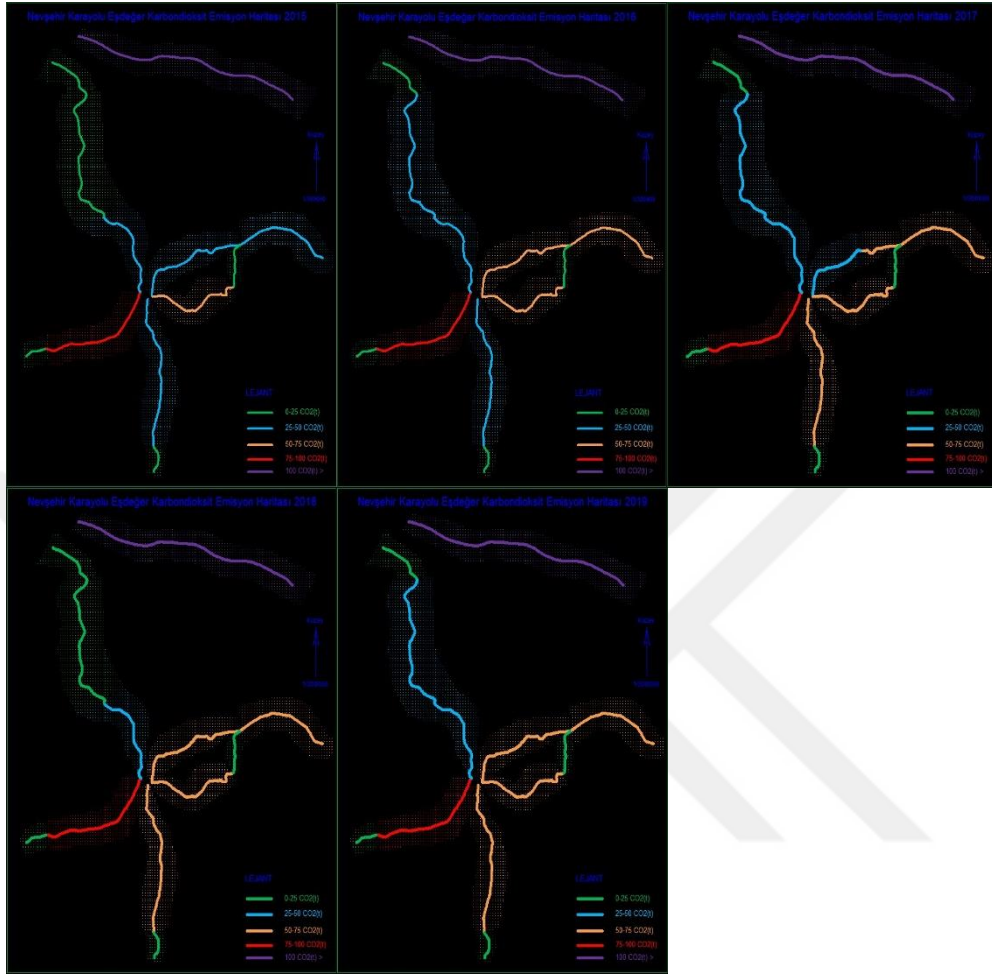 Nevşehir Karayolu Eşdeğer Karbondioksit Emisyon Haritası 2015
LEJANT
0-25 CO2(t)
25-50 CO2(t)
50-75 CO2(t)
75-100 CO2(t)
100 CO2(t) >
Nevşehir Karayolu Eşdeğer Karbondioksit Emisyon Haritası 2016
LEJANT
0-25 CO2(t)
25-50 CO2(t)
50-75 CO2(t)
75-100 CO2(t)
100 CO2(t) >
Nevşehir Karayolu Eşdeğer Karbondioksit Emisyon Haritası 2017
LEJANT
0-25 CO2(t)
25-50 CO2(t)
50-75 CO2(t)
75-100 CO2(t)
100 CO2(t) >
Nevşehir Karayolu Eşdeğer Karbondioksit Emisyon Haritası 2018
LEJANT
0-25 CO2(t)
25-50 CO2(t)
50-75 CO2(t)
75-100 CO2(t)
100 CO2(t) >
Nevşehir Karayolu Eşdeğer Karbondioksit Emisyon Haritası 2019
LEJANT
0-25 CO2(t)
25-50 CO2(t)
50-75 CO2(t)
75-100 CO2(t)
100 CO2(t) >